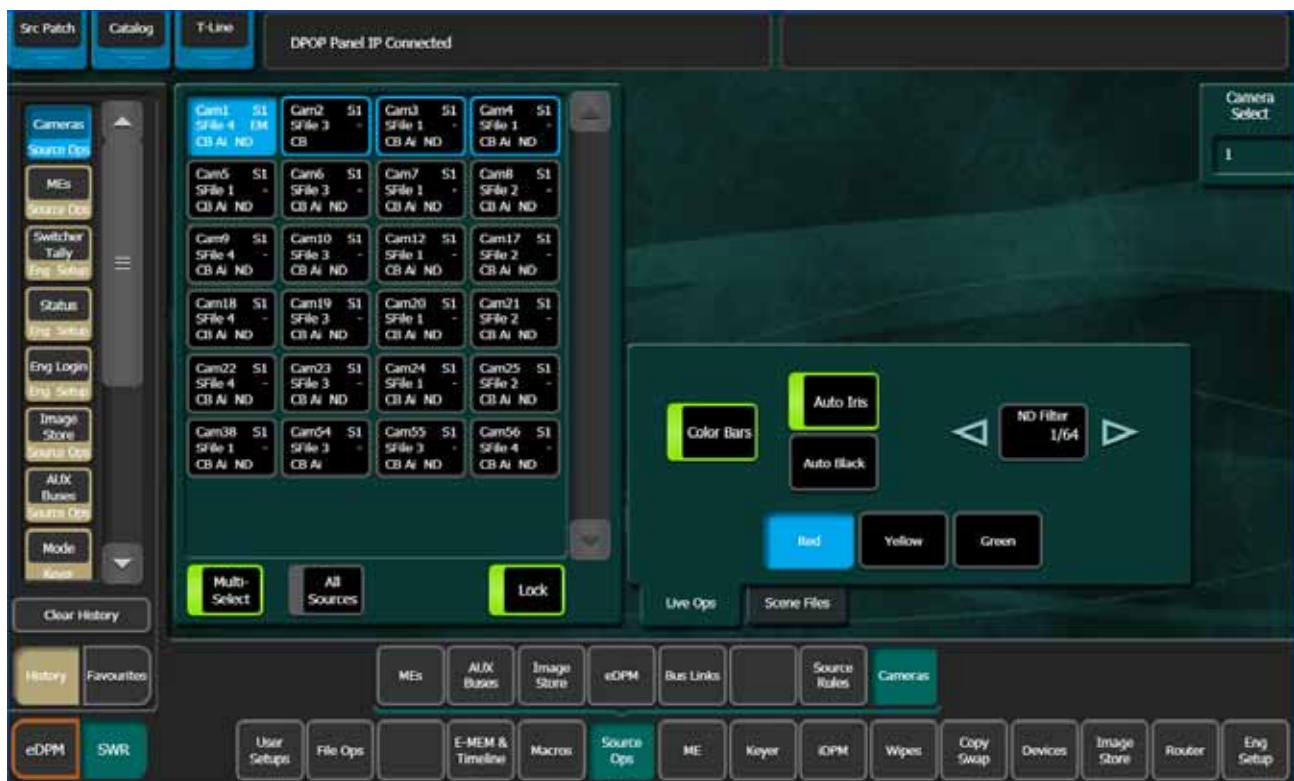 Src Patch
Catalog
T-Line
DPOP Panel IP Connected
Camera
Select
1
Cameras
Source Ops
MEs
Source Ops
Switcher
Tally
Eng Setup
Status
Eng Setup
Eng Login
Eng Setup
Image
Store
Source Ops
AUX
Buses
Source Ops
Mode
Keyer
Clear History
Cam1 S1
SFile 4 EM
CB Ai ND
Cam2 S1
SFile 3 -
CB
Cam3 S1
SFile 1 -
CB Ai ND
Cam4 S1
SFile 1 -
CB Ai ND
Cam5 S1
SFile 1 -
CB Ai ND
Cam6 S1
SFile 3 -
CB Ai ND
Cam7 S1
SFile 1 -
CB Ai ND
Cam8 S1
SFile 2 -
CB Ai ND
Cam9 S1
SFile 4 -
CB Ai ND
Cam10 S1
SFile 3 -
CB Ai ND
Cam12 S1
SFile 1 -
CB Ai ND
Cam17 S1
SFile 2 -
CB Ai ND
Cam18 S1
SFile 4 -
CB Ai ND
Cam19 S1
SFile 3 -
CB Ai ND
Cam20 S1
SFile 1 -
CB Ai ND
Cam21 S1
SFile 2 -
CB Ai ND
Cam22 S1
SFile 4 -
CB Ai ND
Cam23 S1
SFile 3 -
CB Ai ND
Cam24 S1
SFile 1 -
CB Ai ND
Cam25 S1
SFile 2 -
CB Ai ND
Cam38 S1
SFile 1 -
CB Ai ND
Cam54 S1
SFile 3 -
CB Ai
Cam55 S1
SFile 3 -
CB Ai ND
Cam56 S1
SFile 4 -
CB Ai ND
Multi-
Select
All
Sources
Lock
Color Bars
Auto Iris
Auto Black
ND Filter
1/64
Red
Yellow
Green
Live Ops
Scene Files
History
Favourites
MEs
AUX
Buses
Image
Store
eDPM
Bus Links
Source
Rules
Cameras
eDPM
SWR
User
Setups
File Ops
E-MEM &
Timeline
Macros
Source
Ops
ME
Keyer
iDPM
Wipes
Copy
Swap
Devices
Image
Store
Router
Eng
Setup